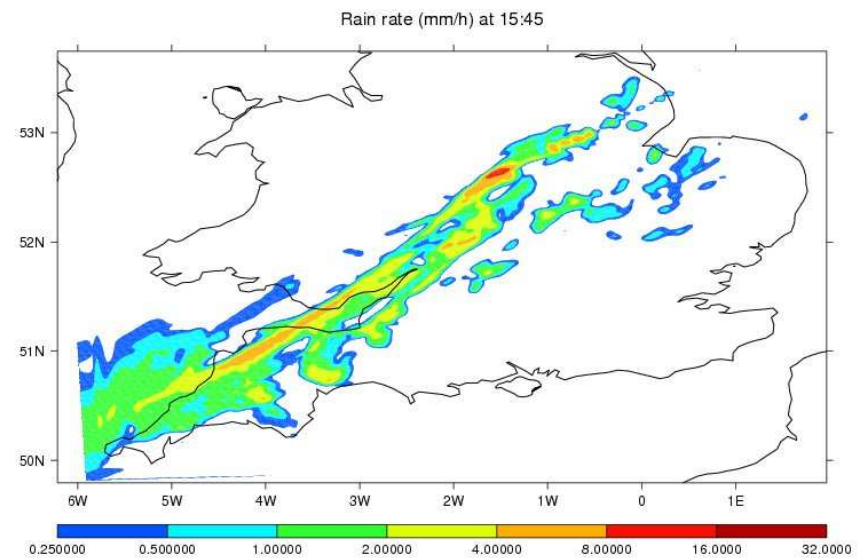 Rain rate (mm/h) at 15:45
53N
52N
51N
50N
6W 5W 4W 3W 2W 1W 0 1E
0.250000 0.500000 1.00000 2.00000 4.00000 8.00000 16.0000 32.0000